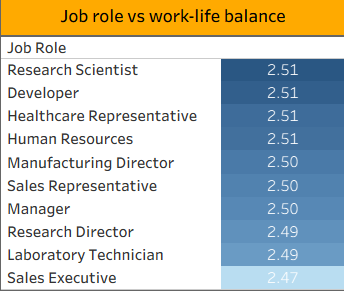 Job role vs work-life balance
Job Role
Research Scientist 2.51
Developer 2.51
Healthcare Representative 2.51
Human Resources 2.51
Manufacturing Director 2.50
Sales Representative 2.50
Manager 2.50
Research Director 2.49
Laboratory Technician 2.49
Sales Executive 2.47